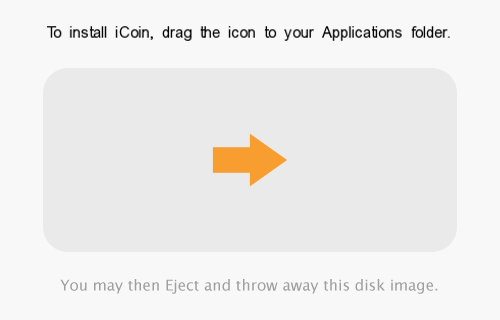 To install iCoin, drag the icon to your Applications folder.
You may then Eject and throw away this disk image.